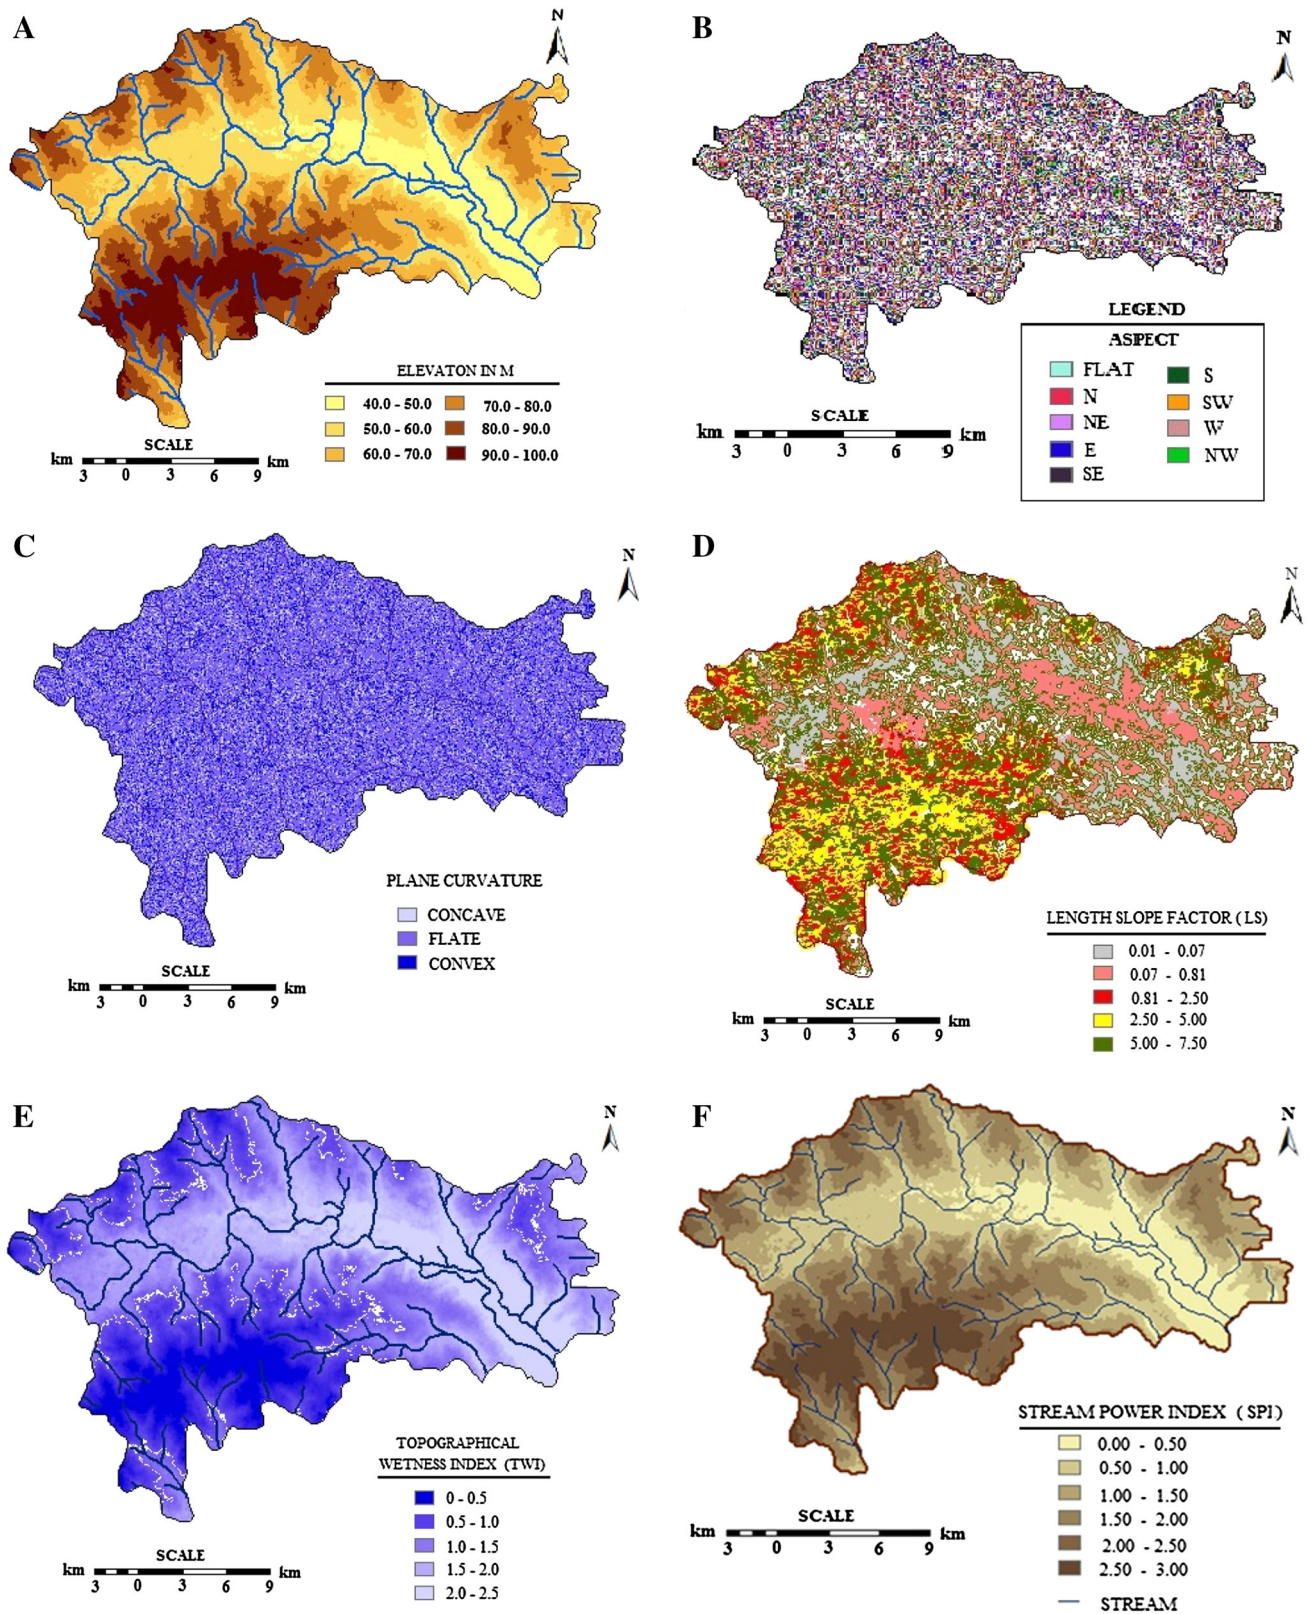 A
N
ELEVATON IN M
40.0 - 50.0 70.0 - 80.0
50.0 - 60.0 80.0 - 90.0
60.0 - 70.0 90.0 - 100.0
SCALE
km km
3 0 3 6 9
B
N
LEGEND
ASPECT
FLAT S
N SW
NE W
E NW
SE
SCALE
km km
3 0 3 6 9
C
N
PLANE CURVATURE
CONCAVE
FLATE
CONVEX
SCALE
km km
3 0 3 6 9
D
N
LENGTH SLOPE FACTOR ( LS)
0.01 - 0.07
0.07 - 0.81
0.81 - 2.50
2.50 - 5.00
5.00 - 7.50
SCALE
km km
3 0 3 6 9
E
N
TOPOGRAPHICAL
WETNESS INDEX (TWI)
0 - 0.5
0.5 - 1.0
1.0 - 1.5
1.5 - 2.0
2.0 - 2.5
SCALE
km km
3 0 3 6 9
F
N
STREAM POWER INDEX ( SPI)
0.00 - 0.50
0.50 - 1.00
1.00 - 1.50
1.50 - 2.00
2.00 - 2.50
2.50 - 3.00
STREAM
SCALE
km km
3 0 3 6 9